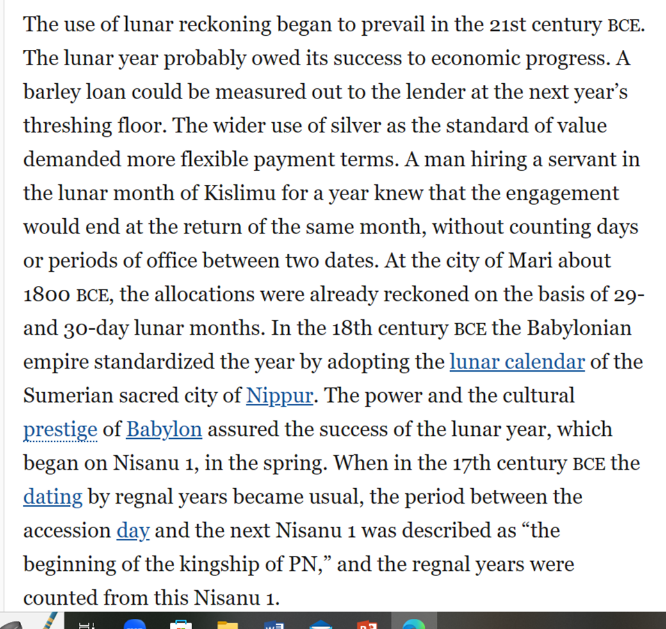 The use of lunar reckoning began to prevail in the 21st century BCE.
The lunar year probably owed its success to economic progress. A
barley loan could be measured out to the lender at the next year’s
threshing floor. The wider use of silver as the standard of value
demanded more flexible payment terms. A man hiring a servant in
the lunar month of Kislimu for a year knew that the engagement
would end at the return of the same month, without counting days
or periods of office between two dates. At the city of Mari about
1800 BCE, the allocations were already reckoned on the basis of 29-
and 30-day lunar months. In the 18th century BCE the Babylonian
empire standardized the year by adopting the lunar calendar of the
Sumerian sacred city of Nippur. The power and the cultural
prestige of Babylon assured the success of the lunar year, which
began on Nisanu 1, in the spring. When in the 17th century BCE the
dating by regnal years became usual, the period between the
accession day and the next Nisanu 1 was described as “the
beginning of the kingship of PN,” and the regnal years were
counted from this Nisanu 1.